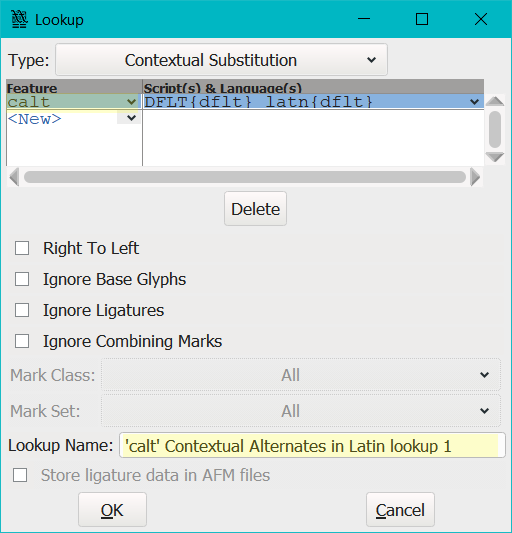 Lookup
Type: Contextual Substitution
Feature Script(s) & Language(s)
calt DFLT{dflt} latn{dflt}
<New>
Delete
Right To Left
Ignore Base Glyphs
Ignore Ligatures
Ignore Combining Marks
Mark Class: All
Mark Set: All
Lookup Name: 'calt' Contextual Alternates in Latin lookup 1
Store ligature data in AFM files
OK Cancel